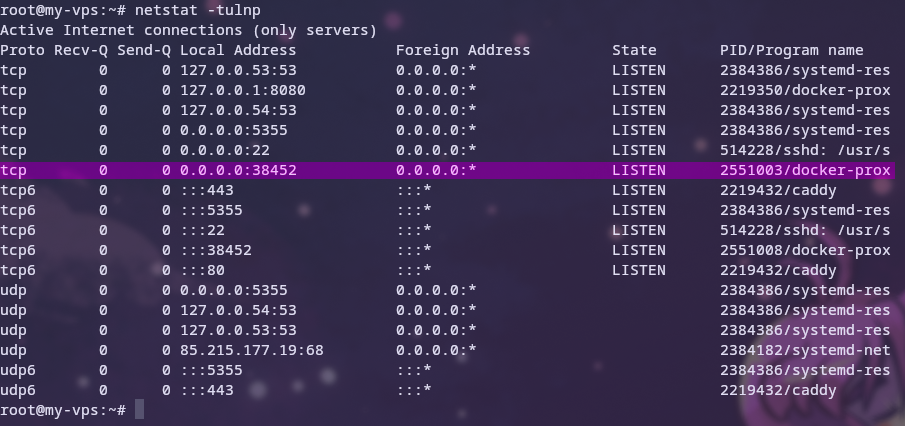 root@my-vps:~# netstat -tulnp
Active Internet connections (only servers)
Proto Recv-Q Send-Q Local Address           Foreign Address         State       PID/Program name
tcp        0      0 127.0.0.53:53           0.0.0.0:*               LISTEN      2384386/systemd-res
tcp        0      0 127.0.0.1:8080          0.0.0.0:*               LISTEN      2219350/docker-prox
tcp        0      0 127.0.0.54:53           0.0.0.0:*               LISTEN      2384386/systemd-res
tcp        0      0 0.0.0.0:5355            0.0.0.0:*               LISTEN      2384386/systemd-res
tcp        0      0 0.0.0.0:22              0.0.0.0:*               LISTEN      514228/sshd: /usr/s
tcp        0      0 0.0.0.0:38452           0.0.0.0:*               LISTEN      2551003/docker-prox
tcp6       0      0 :::443                  :::*                    LISTEN      2219432/caddy
tcp6       0      0 :::5355                 :::*                    LISTEN      2384386/systemd-res
tcp6       0      0 :::22                   :::*                    LISTEN      514228/sshd: /usr/s
tcp6       0      0 :::38452                :::*                    LISTEN      2551008/docker-prox
tcp6       0      0 :::80                   :::*                    LISTEN      2219432/caddy
udp        0      0 0.0.0.0:5355            0.0.0.0:*                           2384386/systemd-res
udp        0      0 127.0.0.54:53           0.0.0.0:*                           2384386/systemd-res
udp        0      0 127.0.0.53:53           0.0.0.0:*                           2384386/systemd-res
udp        0      0 85.215.177.19:68        0.0.0.0:*                           2384182/systemd-net
udp6       0      0 :::5355                 :::*                                2384386/systemd-res
udp6       0      0 :::443                  :::*                                2219432/caddy
root@my-vps:~#